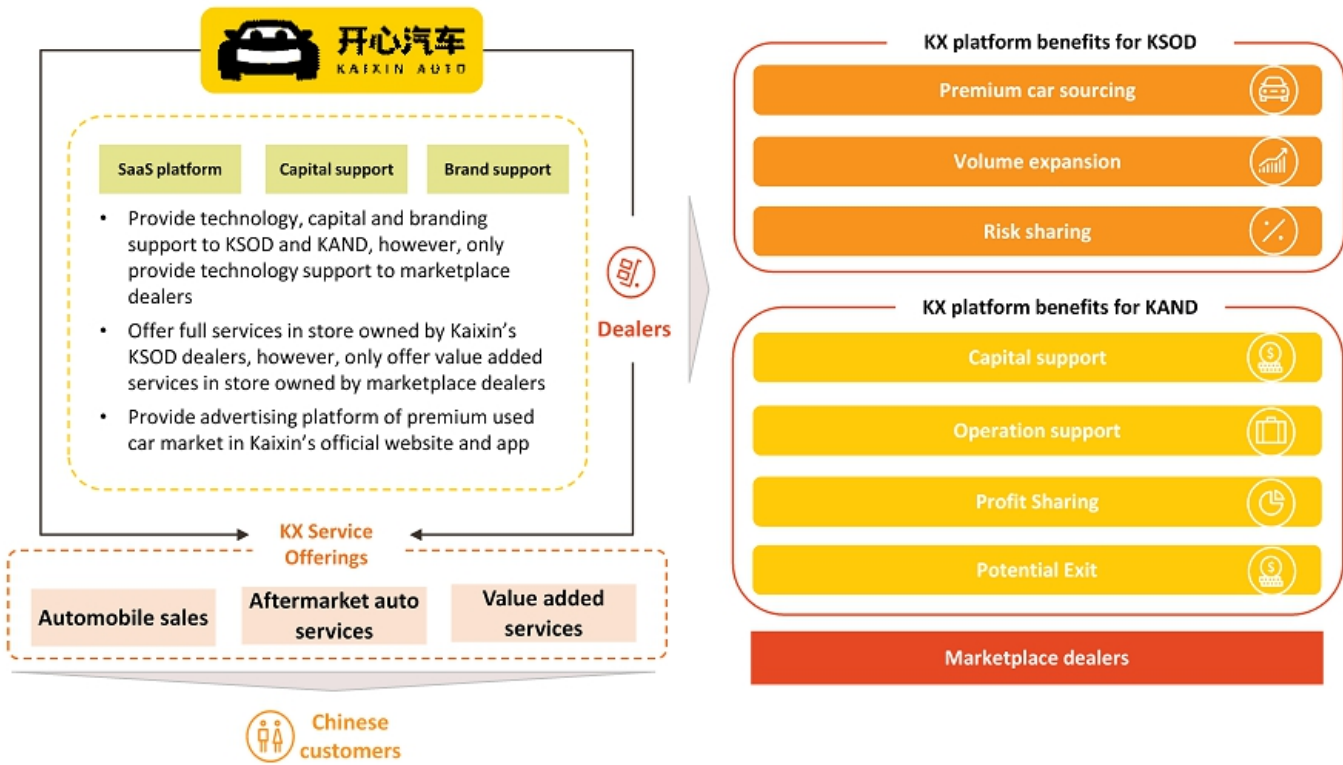 开心汽车
KAIXIN AUTO
SaaS platform
Capital support
Brand support
• Provide technology, capital and branding
support to KSOD and KAND, however, only
provide technology support to marketplace
dealers
• Offer full services in store owned by Kaixin’s
KSOD dealers, however, only offer value added
services in store owned by marketplace dealers
• Provide advertising platform of premium used
car market in Kaixin’s official website and app
Dealers
KX Service
Offerings
Automobile sales
Aftermarket auto
services
Value added
services
Chinese
customers
KX platform benefits for KSOD
Premium car sourcing
Volume expansion
Risk sharing
KX platform benefits for KAND
Capital support
Operation support
Profit Sharing
Potential Exit
Marketplace dealers